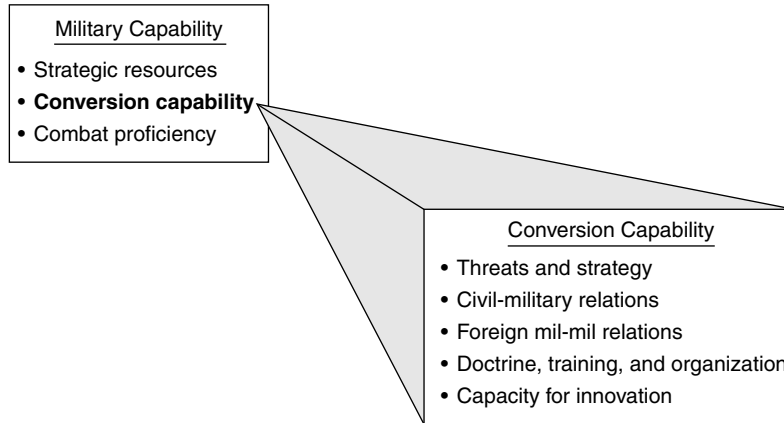 Military Capability
• Strategic resources
• Conversion capability
• Combat proficiency
Conversion Capability
• Threats and strategy
• Civil-military relations
• Foreign mil-mil relations
• Doctrine, training, and organization
• Capacity for innovation